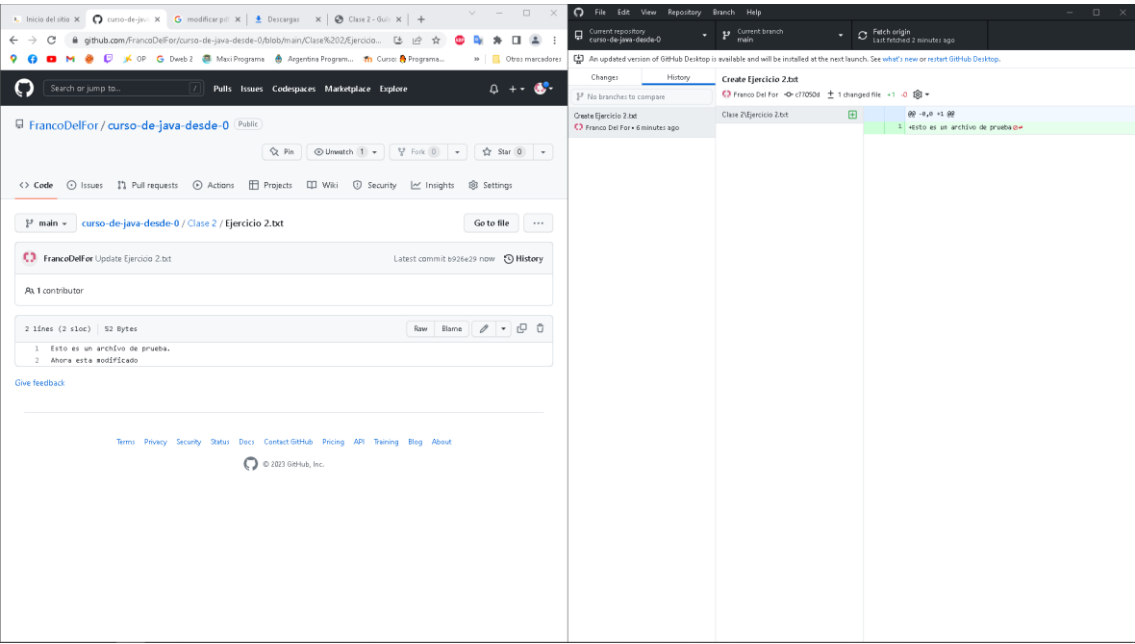 Inicio del sitio
curso-de-java
modificar pil
Descargas
Clase 2 - Guía
github.com/FrancoDelFor/curso-de-java-desde-0/blob/main/Clase%202/Ejercicio...
OP
G Dweb 2
Maxi Programa
Argentina Program...
Curso: Programa...
»
Otros marcadores
Search or jump to...
/
Pulls Issues Codespaces Marketplace Explore
FrancoDelFor / curso-de-java-desde-0 Public
Pin
Unwatch 1
Fork 0
Star 0
Code Issues Pull requests Actions Projects Wiki Security Insights Settings
main
curso-de-java-desde-0 / Clase 2 / Ejercicio 2.txt
Go to file
...
FrancoDelFor Update Ejercicio 2.txt
Latest commit b926e29 now History
1 contributor
2 lines (2 sloc) | 52 Bytes
Raw Blame
1 Esto es un archivo de prueba.
2 Ahora esta modificado
Give feedback
Terms Privacy Security Status Docs Contact GitHub Pricing API Training Blog About
© 2023 GitHub, Inc.
File Edit View Repository Branch Help
Current repository
curso-de-java-desde-0
Current branch
main
Fetch origin
Last fetched 2 minutes ago
An updated version of GitHub Desktop is available and will be installed at the next launch. See what's new or restart GitHub Desktop.
Changes History
No branches to compare
Create Ejercicio 2.txt
Franco Del For • 6 minutes ago
Create Ejercicio 2.txt
Franco Del For c77050d 1 changed file +1 -0
Clase 2\Ejercicio 2.txt
@@ -0,0 +1 @@
1 +Esto es un archivo de prueba